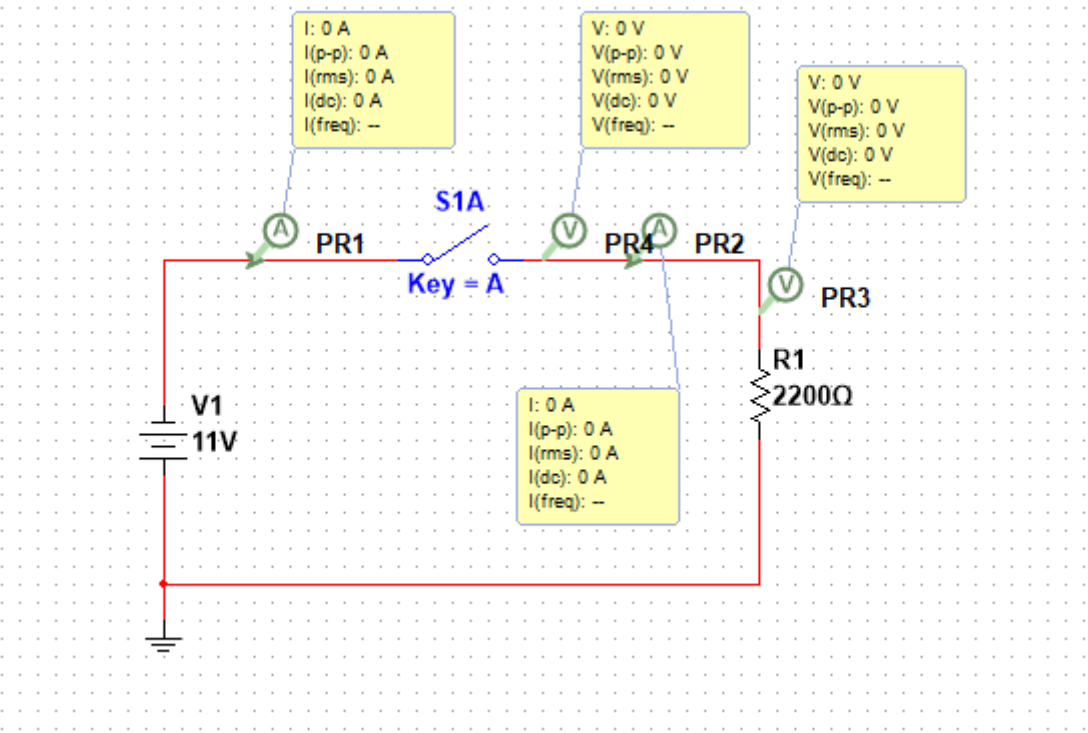 I: 0 A
I(p-p): 0 A
I(rms): 0 A
I(dc): 0 A
I(freq): --
V: 0 V
V(p-p): 0 V
V(rms): 0 V
V(dc): 0 V
V(freq): --
V: 0 V
V(p-p): 0 V
V(rms): 0 V
V(dc): 0 V
V(freq): --
S1A
A
PR1
V
PR4
A
PR2
Key = A
V
PR3
R1
2200Ω
V1
11V
I: 0 A
I(p-p): 0 A
I(rms): 0 A
I(dc): 0 A
I(freq): --